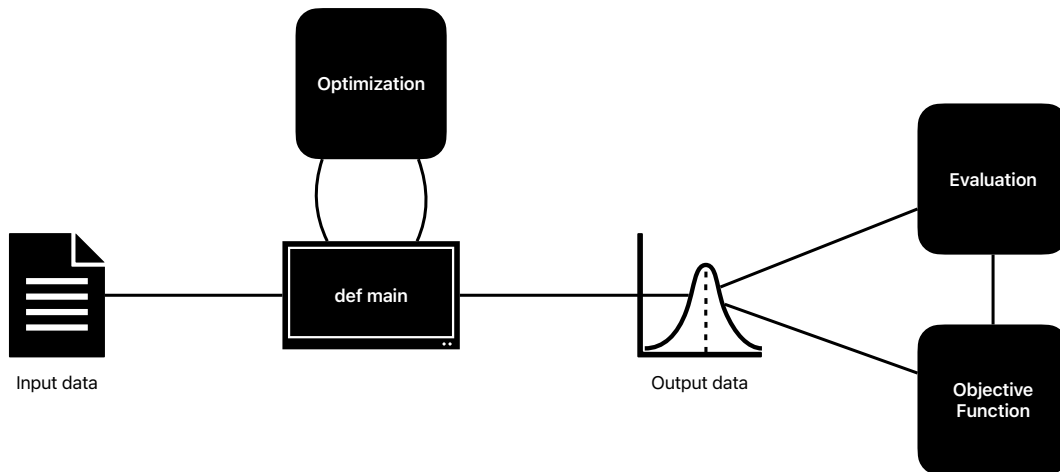 Optimization
Evaluation
def main
Input data
Output data
Objective
Function